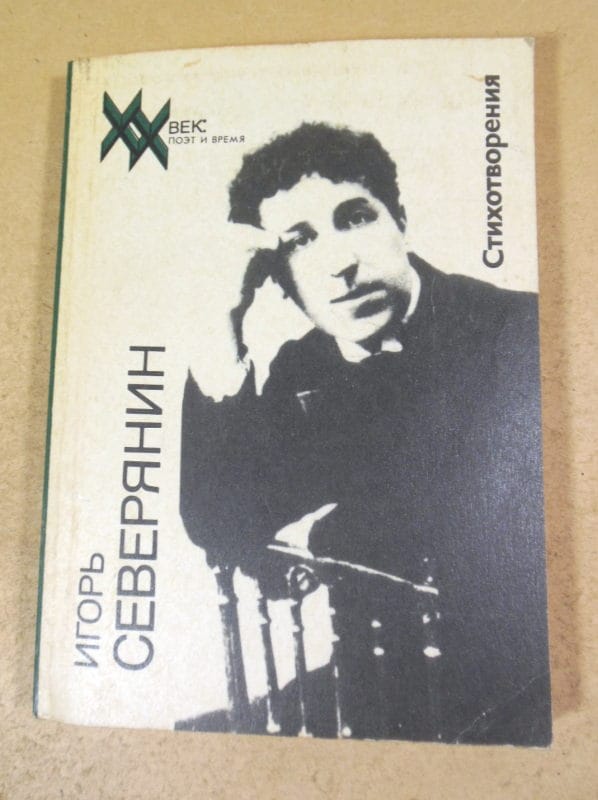 XX
ВЕК:
ПОЭТ И ВРЕМЯ
Стихотворения
ИГОРЬ
СЕВЕРЯНИН